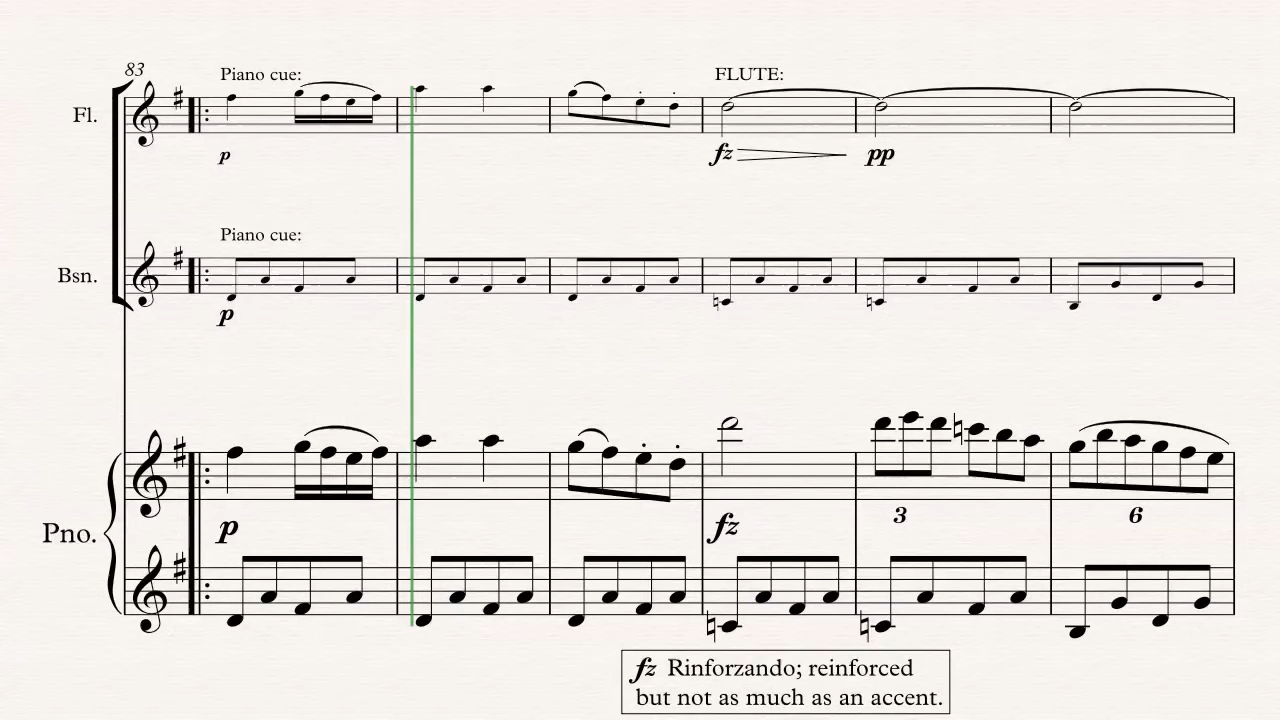 83
Piano cue:
FLUTE:
Fl.
p
fz
pp
Piano cue:
Bsn.
p
Pno.
p
fz
3
6
fz Rinforzando; reinforced
but not as much as an accent.